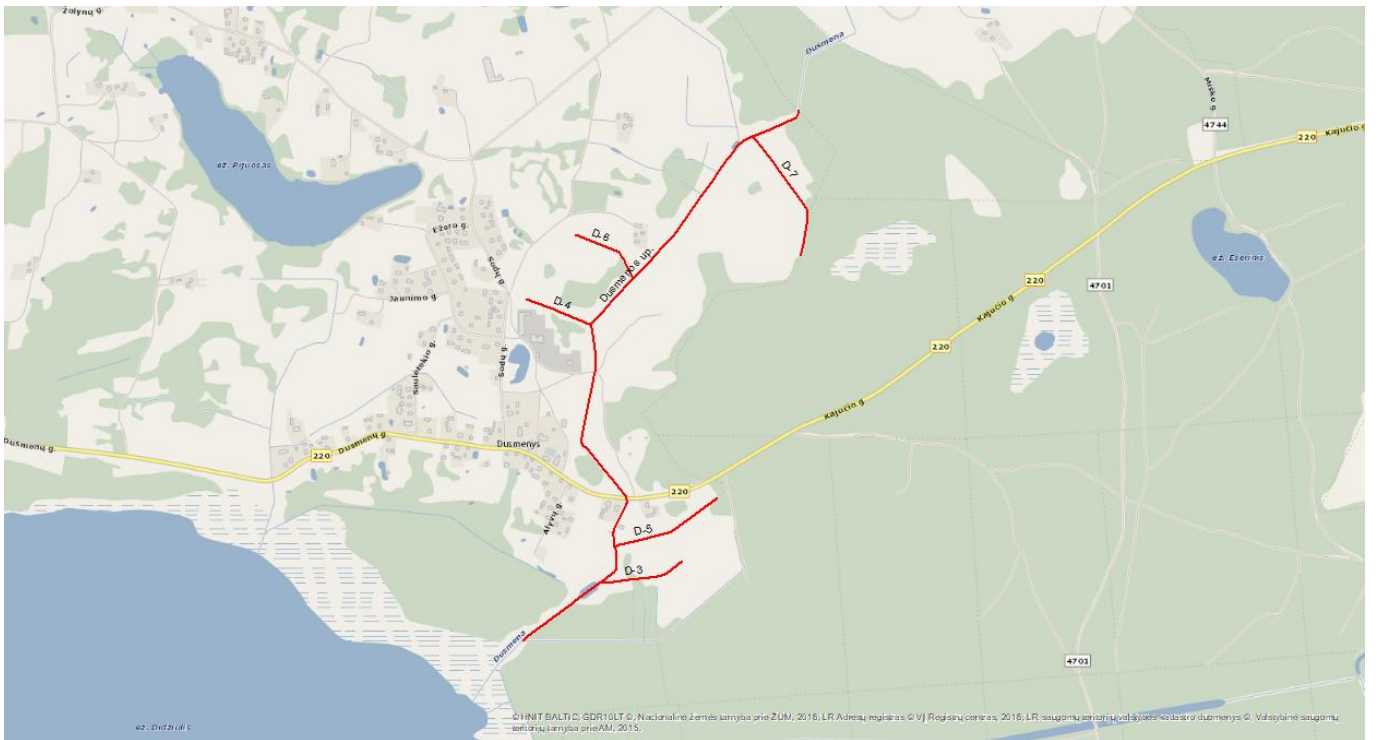 Žolynų g.
Dusmena
Miško g.
4744
220
Kajučio g.
ež. Pijuosas
D-7
Ežero g.
D-6
Sodų g.
Dusmenos up.
ež. Ešerinis
220
4701
Jaunimo g.
D-4
Kajučio g.
220
Saulėtekio g.
Sodų g.
Kajučio g.
Dusmenų g.
220
Dusmenų g.
Dusmenys
220
Alyvų g.
D-5
D-3
Dusmena
4701
ež. Didžiulis
© HNIT BALTIC, GDR10LT ©, Nacionalinė žemės tarnyba prie ŽŪM, 2016; LR Adresų registras © VĮ Registrų centras, 2016; LR saugomų teritorijų valstybės kadastro duomenys ©, Valstybinė saugomų
teritorijų tarnyba prie AM, 2015.